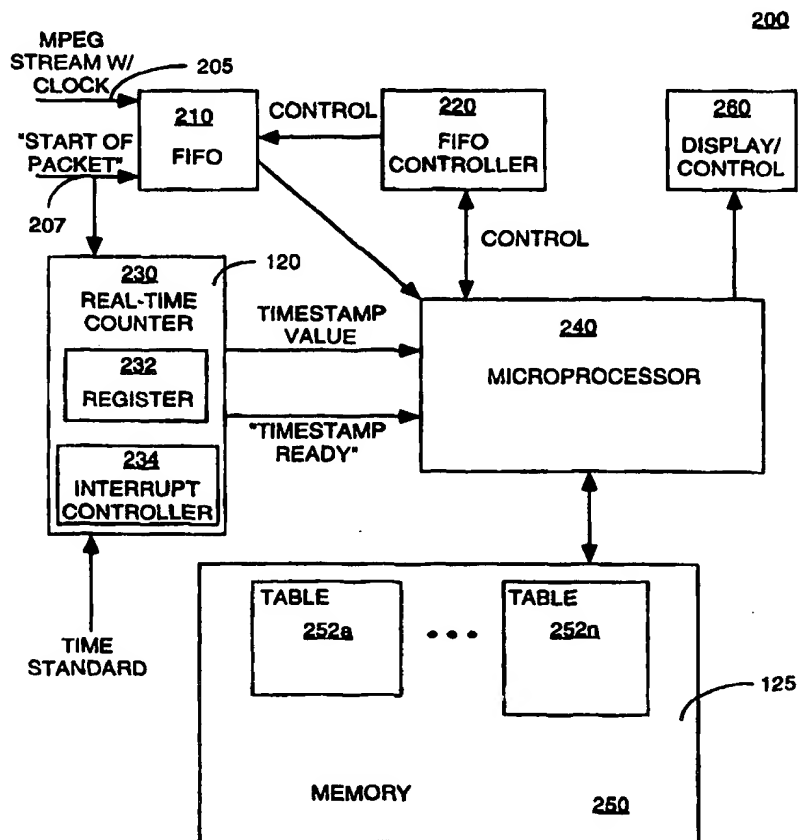 200
MPEG
STREAM W/
CLOCK
205
"START OF
PACKET"
207
210
FIFO
CONTROL
220
FIFO
CONTROLLER
260
DISPLAY/
CONTROL
CONTROL
230
REAL-TIME
COUNTER
120
232
REGISTER
234
INTERRUPT
CONTROLLER
TIMESTAMP
VALUE
"TIMESTAMP
READY"
240
MICROPROCESSOR
TIME
STANDARD
TABLE
252a
TABLE
252n
125
MEMORY
250